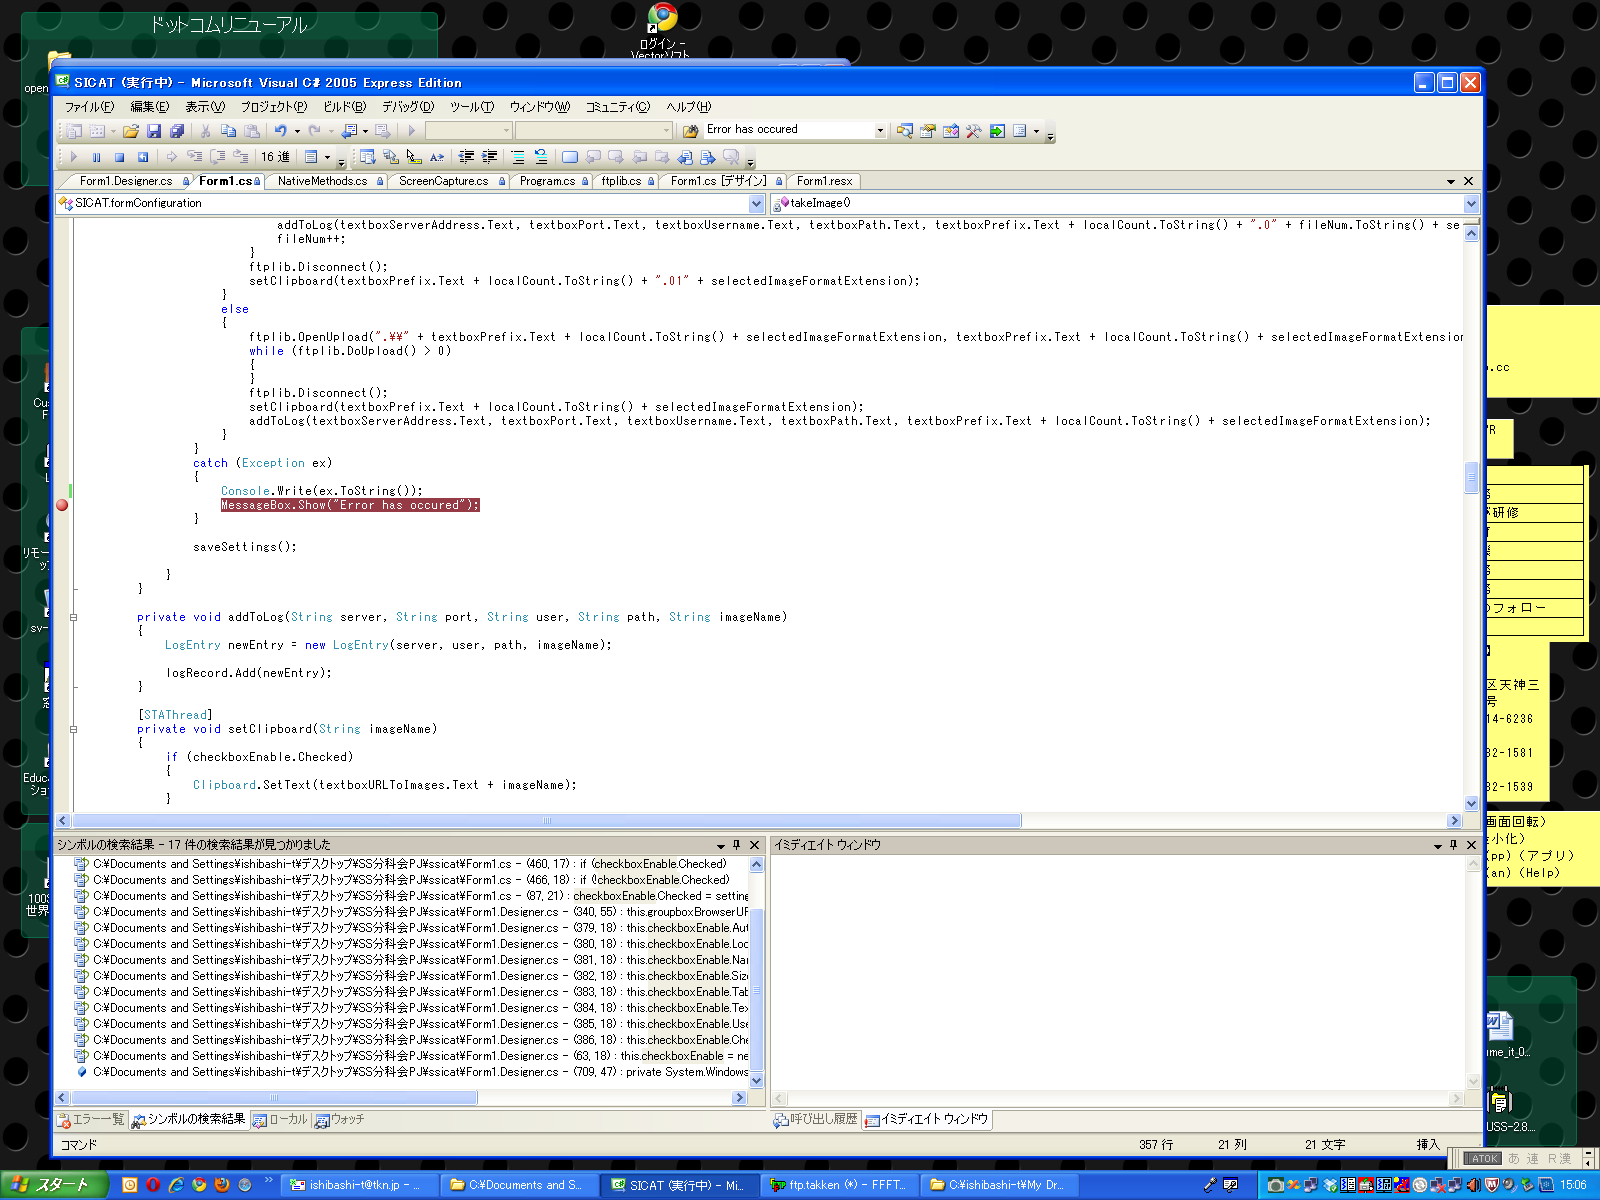 ドットコムリニューアル
ログイン -
Vectorソフト
open
SICAT (実行中) - Microsoft Visual C# 2005 Express Edition
ファイル(F) 編集(E) 表示(V) プロジェクト(P) ビルド(B) デバッグ(D) ツール(T) ウィンドウ(W) コミュニティ(C) ヘルプ(H)
Error has occured
16 進
Form1.Designer.cs Form1.cs NativeMethods.cs ScreenCapture.cs Program.cs ftplib.cs Form1.cs [デザイン] Form1.resx
SICAT.formConfiguration takeImage()
addToLog(textboxServerAddress.Text, textboxPort.Text, textboxUsername.Text, textboxPath.Text, textboxPrefix.Text + localCount.ToString() + ".0" + fileNum.ToString() + se
fileNum++;
}
ftplib.Disconnect();
setClipboard(textboxPrefix.Text + localCount.ToString() + ".01" + selectedImageFormatExtension);
}
else
{
ftplib.OpenUpload(".¥¥" + textboxPrefix.Text + localCount.ToString() + selectedImageFormatExtension, textboxPrefix.Text + localCount.ToString() + selectedImageFormatExtension
while (ftplib.DoUpload() > 0)
{
}
ftplib.Disconnect();
setClipboard(textboxPrefix.Text + localCount.ToString() + selectedImageFormatExtension);
addToLog(textboxServerAddress.Text, textboxPort.Text, textboxUsername.Text, textboxPath.Text, textboxPrefix.Text + localCount.ToString() + selectedImageFormatExtension);
}
}
catch (Exception ex)
{
Console.Write(ex.ToString());
MessageBox.Show("Error has occured");
}
saveSettings();
}
}
private void addToLog(String server, String port, String user, String path, String imageName)
{
LogEntry newEntry = new LogEntry(server, user, path, imageName);
logRecord.Add(newEntry);
}
[STAThread]
private void setClipboard(String imageName)
{
if (checkboxEnable.Checked)
{
Clipboard.SetText(textboxURLToImages.Text + imageName);
}
シンボルの検索結果 - 17 件の検索結果が見つかりました
C:¥Documents and Settings¥ishibashi-t¥デスクトップ¥SS分科会PJ¥ssicat¥Form1.cs - (460, 17) : if (checkboxEnable.Checked)
C:¥Documents and Settings¥ishibashi-t¥デスクトップ¥SS分科会PJ¥ssicat¥Form1.cs - (466, 18) : if (!checkboxEnable.Checked)
C:¥Documents and Settings¥ishibashi-t¥デスクトップ¥SS分科会PJ¥ssicat¥Form1.cs - (87, 21) : checkboxEnable.Checked = setting
C:¥Documents and Settings¥ishibashi-t¥デスクトップ¥SS分科会PJ¥ssicat¥Form1.Designer.cs - (340, 55) : this.groupboxBrowserUF
C:¥Documents and Settings¥ishibashi-t¥デスクトップ¥SS分科会PJ¥ssicat¥Form1.Designer.cs - (379, 18) : this.checkboxEnable.Aut
C:¥Documents and Settings¥ishibashi-t¥デスクトップ¥SS分科会PJ¥ssicat¥Form1.Designer.cs - (380, 18) : this.checkboxEnable.Loc
C:¥Documents and Settings¥ishibashi-t¥デスクトップ¥SS分科会PJ¥ssicat¥Form1.Designer.cs - (381, 18) : this.checkboxEnable.Nar
C:¥Documents and Settings¥ishibashi-t¥デスクトップ¥SS分科会PJ¥ssicat¥Form1.Designer.cs - (382, 18) : this.checkboxEnable.Size
C:¥Documents and Settings¥ishibashi-t¥デスクトップ¥SS分科会PJ¥ssicat¥Form1.Designer.cs - (383, 18) : this.checkboxEnable.Tab
C:¥Documents and Settings¥ishibashi-t¥デスクトップ¥SS分科会PJ¥ssicat¥Form1.Designer.cs - (384, 18) : this.checkboxEnable.Tex
C:¥Documents and Settings¥ishibashi-t¥デスクトップ¥SS分科会PJ¥ssicat¥Form1.Designer.cs - (385, 18) : this.checkboxEnable.Use
C:¥Documents and Settings¥ishibashi-t¥デスクトップ¥SS分科会PJ¥ssicat¥Form1.Designer.cs - (386, 18) : this.checkboxEnable.Che
C:¥Documents and Settings¥ishibashi-t¥デスクトップ¥SS分科会PJ¥ssicat¥Form1.Designer.cs - (63, 18) : this.checkboxEnable = ne
C:¥Documents and Settings¥ishibashi-t¥デスクトップ¥SS分科会PJ¥ssicat¥Form1.Designer.cs - (709, 47) : private System.Windows
エラー一覧 シンボルの検索結果 ローカル ウォッチ
イミディエイト ウィンドウ
呼び出し履歴 イミディエイト ウィンドウ
コマンド 357 行 21 列 21 文字 挿入
Cu:
F
L
リモー
ップ
sv-
Educ
ショ
100S
世界
.cc
研修
フォロー
区天神三
号
14-6236
32-1581
32-1539
画面回転)
小化)
(pp) (アプリ)
(an) (Help)
ume_it_0...
USS-2.8....
ATOK あ 連 R漢
スタート ishibashi-t@tkn.jp - ... C:¥Documents and S... SICAT (実行中) - Mi... ftp.takken (*) - FFFT... C:¥ishibashi-t¥My Dr... 15:06